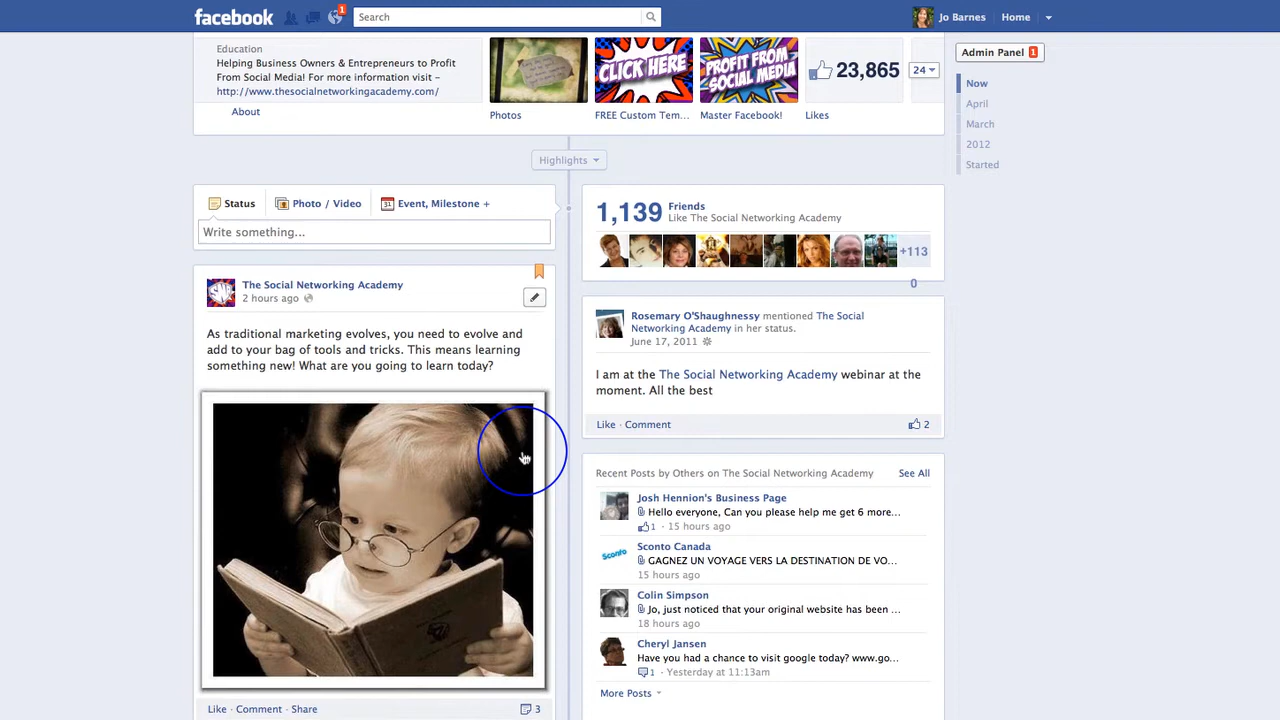 facebook
1
Search
Jo Barnes
Home
Education
Helping Business Owners & Entrepreneurs to Profit
From Social Media! For more information visit –
http://www.thesocialnetworkingacademy.com/
About
Photos
CLICK HERE
FREE Custom Tem...
PROFIT FROM SOCIAL MEDIA
Master Facebook!
23,865
Likes
24
Admin Panel 1
Now
April
March
2012
Started
Highlights
Status
Photo / Video
Event, Milestone +
Write something...
The Social Networking Academy
2 hours ago
As traditional marketing evolves, you need to evolve and
add to your bag of tools and tricks. This means learning
something new! What are you going to learn today?
Like · Comment · Share
3
1,139
Friends
Like The Social Networking Academy
+113
0
Rosemary O'Shaughnessy mentioned The Social
Networking Academy in her status.
June 17, 2011
I am at the The Social Networking Academy webinar at the
moment. All the best
Like · Comment
2
Recent Posts by Others on The Social Networking Academy
See All
Josh Hennion's Business Page
Hello everyone, Can you please help me get 6 more...
1 · 15 hours ago
Sconto
Sconto Canada
GAGNEZ UN VOYAGE VERS LA DESTINATION DE VO...
15 hours ago
Colin Simpson
Jo, just noticed that your original website has been ...
18 hours ago
Cheryl Jansen
Have you had a chance to visit google today? www.go...
1 · Yesterday at 11:13am
More Posts